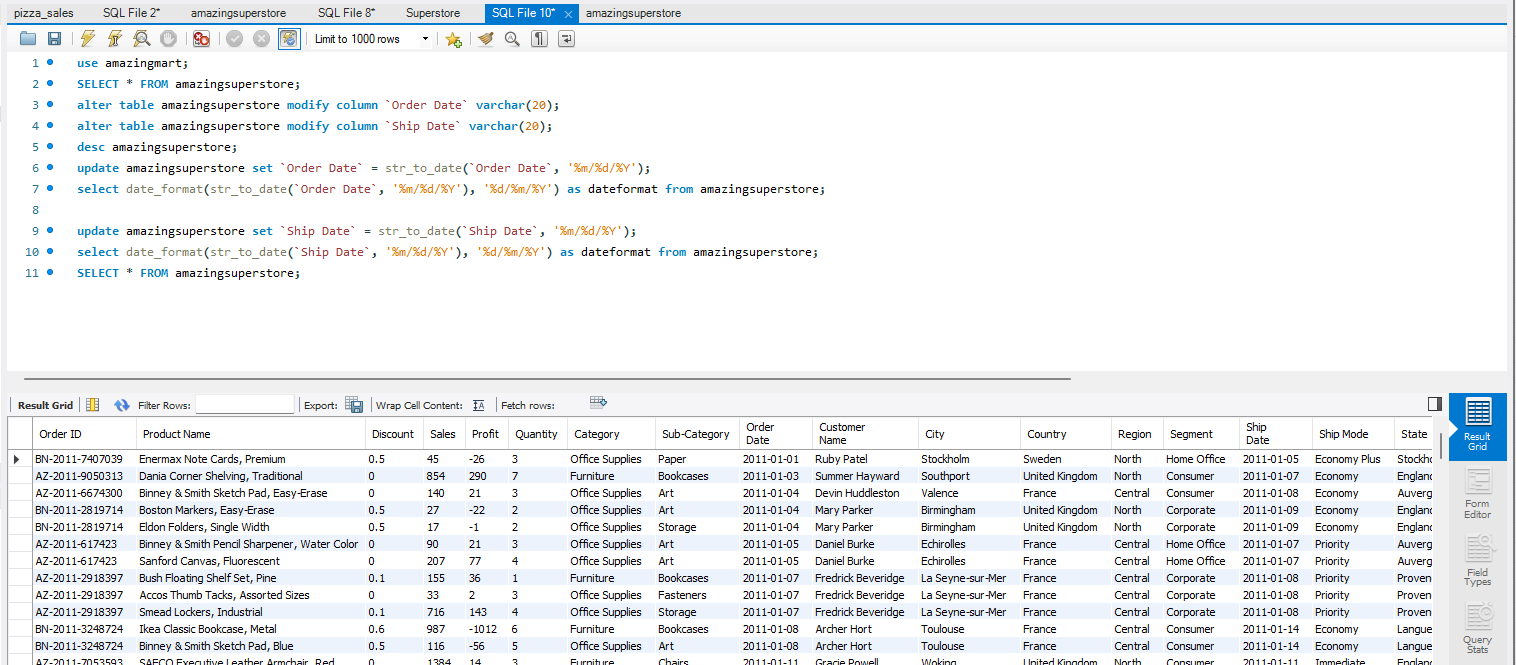 pizza_sales SQL File 2* amazingsuperstore SQL File 8* Superstore SQL File 10* amazingsuperstore
Limit to 1000 rows
1 use amazingmart;
2 SELECT * FROM amazingsuperstore;
3 alter table amazingsuperstore modify column `Order Date` varchar(20);
4 alter table amazingsuperstore modify column `Ship Date` varchar(20);
5 desc amazingsuperstore;
6 update amazingsuperstore set `Order Date` = str_to_date(`Order Date`, '%m/%d/%Y');
7 select date_format(str_to_date(`Order Date`, '%m/%d/%Y'), '%d/%m/%Y') as dateformat from amazingsuperstore;
8
9 update amazingsuperstore set `Ship Date` = str_to_date(`Ship Date`, '%m/%d/%Y');
10 select date_format(str_to_date(`Ship Date`, '%m/%d/%Y'), '%d/%m/%Y') as dateformat from amazingsuperstore;
11 SELECT * FROM amazingsuperstore;
Result Grid Filter Rows: Export: Wrap Cell Content: Fetch rows:
Order ID Product Name Discount Sales Profit Quantity Category Sub-Category Order Date Customer Name City Country Region Segment Ship Date Ship Mode State
BN-2011-7407039 Enermax Note Cards, Premium 0.5 45 -26 3 Office Supplies Paper 2011-01-01 Ruby Patel Stockholm Sweden North Home Office 2011-01-05 Economy Plus Stockh
AZ-2011-9050313 Dania Corner Shelving, Traditional 0 854 290 7 Furniture Bookcases 2011-01-03 Summer Hayward Southport United Kingdom North Consumer 2011-01-07 Economy Englan
AZ-2011-6674300 Binney & Smith Sketch Pad, Easy-Erase 0 140 21 3 Office Supplies Art 2011-01-04 Devin Huddleston Valence France Central Consumer 2011-01-08 Economy Auverg
BN-2011-2819714 Boston Markers, Easy-Erase 0.5 27 -22 2 Office Supplies Art 2011-01-04 Mary Parker Birmingham United Kingdom North Corporate 2011-01-09 Economy Englan
BN-2011-2819714 Eldon Folders, Single Width 0.5 17 -1 2 Office Supplies Storage 2011-01-04 Mary Parker Birmingham United Kingdom North Corporate 2011-01-09 Economy Englan
AZ-2011-617423 Binney & Smith Pencil Sharpener, Water Color 0 90 21 3 Office Supplies Art 2011-01-05 Daniel Burke Echirolles France Central Home Office 2011-01-07 Priority Auverg
AZ-2011-617423 Sanford Canvas, Fluorescent 0 207 77 4 Office Supplies Art 2011-01-05 Daniel Burke Echirolles France Central Home Office 2011-01-07 Priority Auverg
AZ-2011-2918397 Bush Floating Shelf Set, Pine 0.1 155 36 1 Furniture Bookcases 2011-01-07 Fredrick Beveridge La Seyne-sur-Mer France Central Corporate 2011-01-08 Priority Proven
AZ-2011-2918397 Accos Thumb Tacks, Assorted Sizes 0 33 2 3 Office Supplies Fasteners 2011-01-07 Fredrick Beveridge La Seyne-sur-Mer France Central Corporate 2011-01-08 Priority Proven
AZ-2011-2918397 Smead Lockers, Industrial 0.1 716 143 4 Office Supplies Storage 2011-01-07 Fredrick Beveridge La Seyne-sur-Mer France Central Corporate 2011-01-08 Priority Proven
BN-2011-3248724 Ikea Classic Bookcase, Metal 0.6 987 -1012 6 Furniture Bookcases 2011-01-08 Archer Hort Toulouse France Central Consumer 2011-01-14 Economy Langue
BN-2011-3248724 Binney & Smith Sketch Pad, Blue 0.5 116 -56 5 Office Supplies Art 2011-01-08 Archer Hort Toulouse France Central Consumer 2011-01-14 Economy Langue
AZ-2011-7053593 SAFCO Executive Leather Armchair, Red 0 1384 14 3 Furniture Chairs 2011-01-11 Gracie Powell Woking United Kingdom North Consumer 2011-01-11 Immediate Englan
Result Grid
Form Editor
Field Types
Query Stats